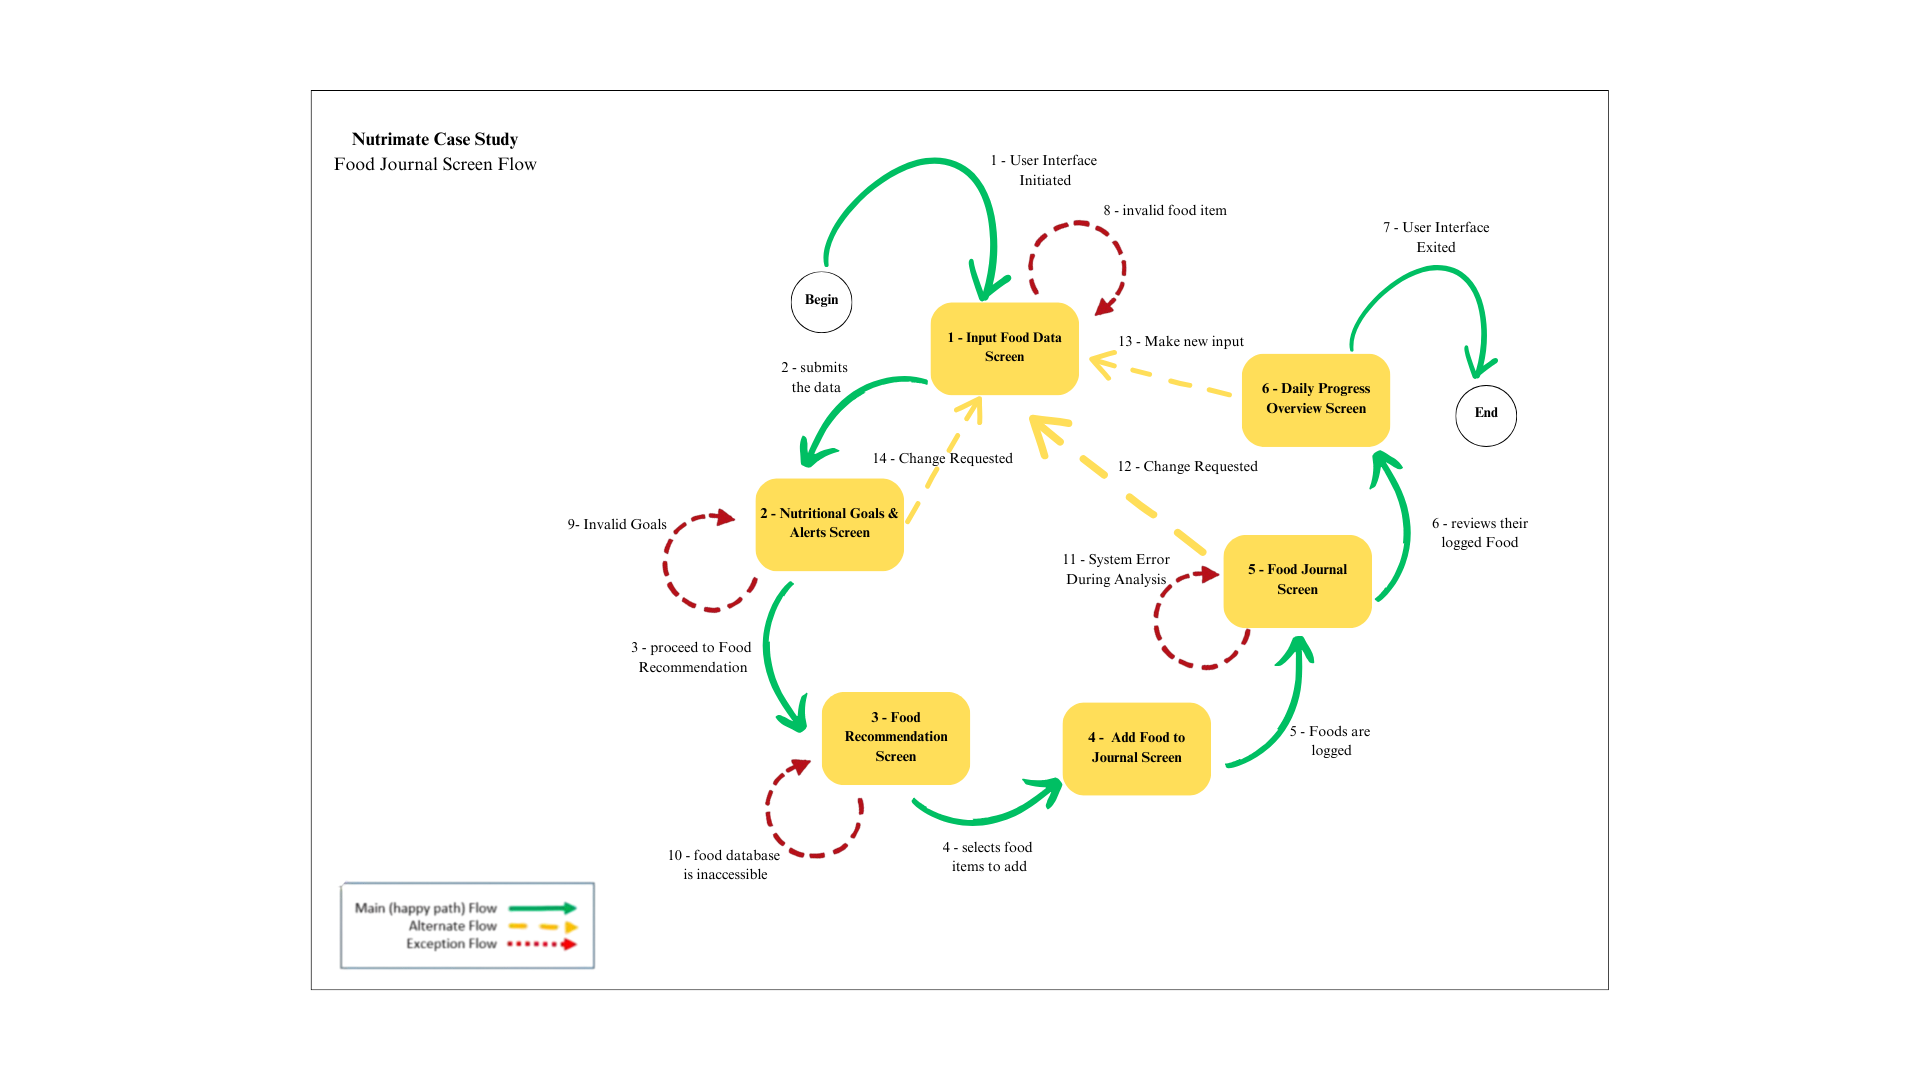 Nutrimate Case Study
Food Journal Screen Flow
1 - User Interface
Initiated
8 - invalid food item
7 - User Interface
Exited
Begin
1 - Input Food Data
Screen
13 - Make new input
2 - submits
the data
6 - Daily Progress
Overview Screen
End
14 - Change Requested
12 - Change Requested
9- Invalid Goals
2 - Nutritional Goals &
Alerts Screen
6 - reviews their
logged Food
11 - System Error
During Analysis
5 - Food Journal
Screen
3 - proceed to Food
Recommendation
3 - Food
Recommendation
Screen
4 - Add Food to
Journal Screen
5 - Foods are
logged
10 - food database
is inaccessible
4 - selects food
items to add
Main (happy path) Flow
Alternate Flow
Exception Flow